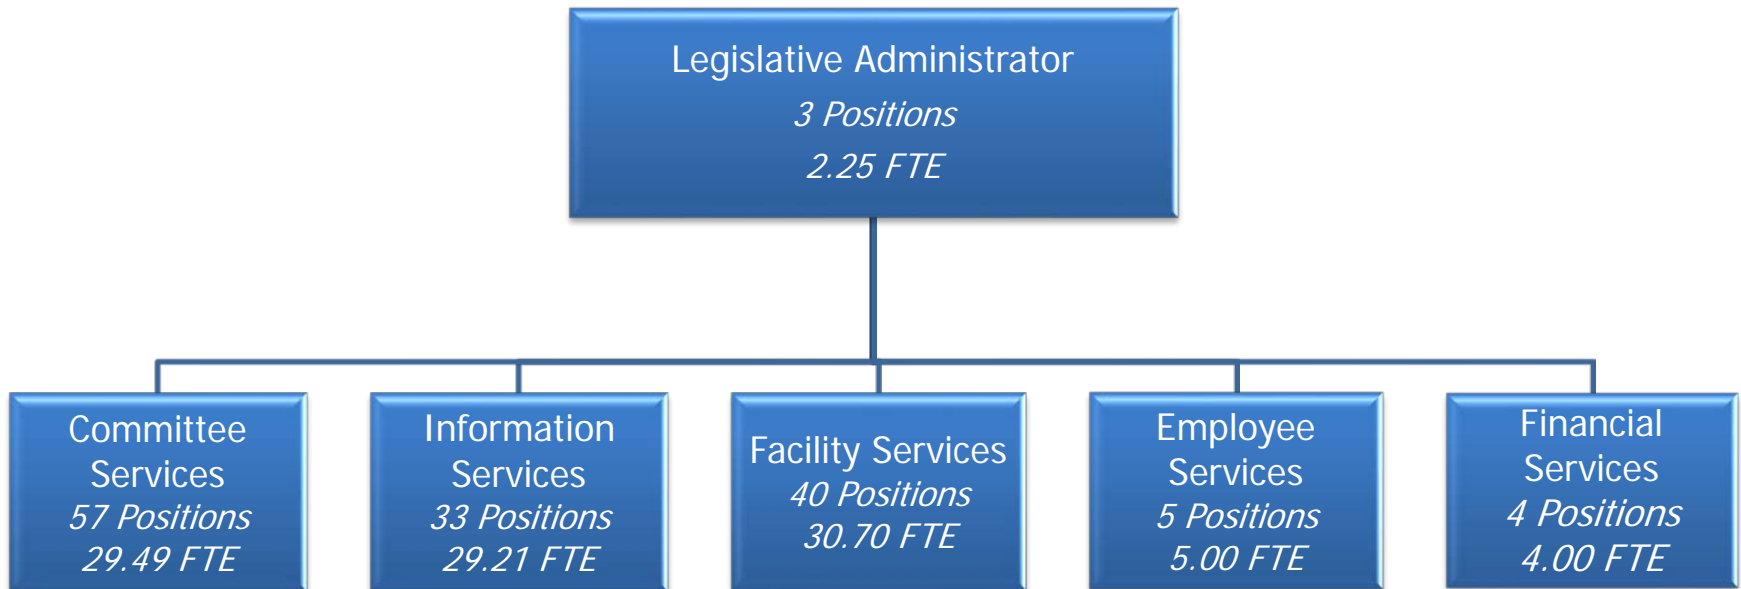 Legislative Administrator
3 Positions
2.25 FTE
Committee
Services
57 Positions
29.49 FTE
Information
Services
33 Positions
29.21 FTE
Facility Services
40 Positions
30.70 FTE
Employee
Services
5 Positions
5.00 FTE
Financial
Services
4 Positions
4.00 FTE